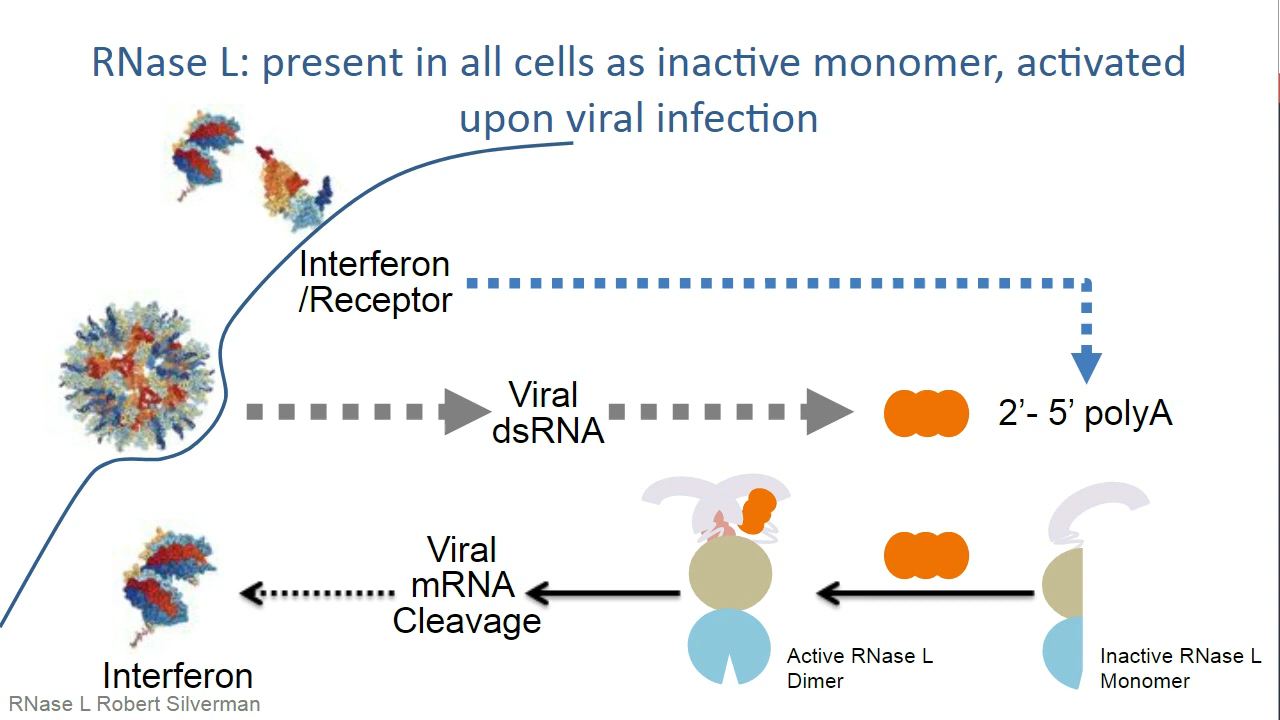 RNase L: present in all cells as inactive monomer, activated
upon viral infection
Interferon
/Receptor
Viral
dsRNA
2’- 5’ polyA
Viral
mRNA
Cleavage
Active RNase L
Dimer
Inactive RNase L
Monomer
Interferon
RNase L Robert Silverman